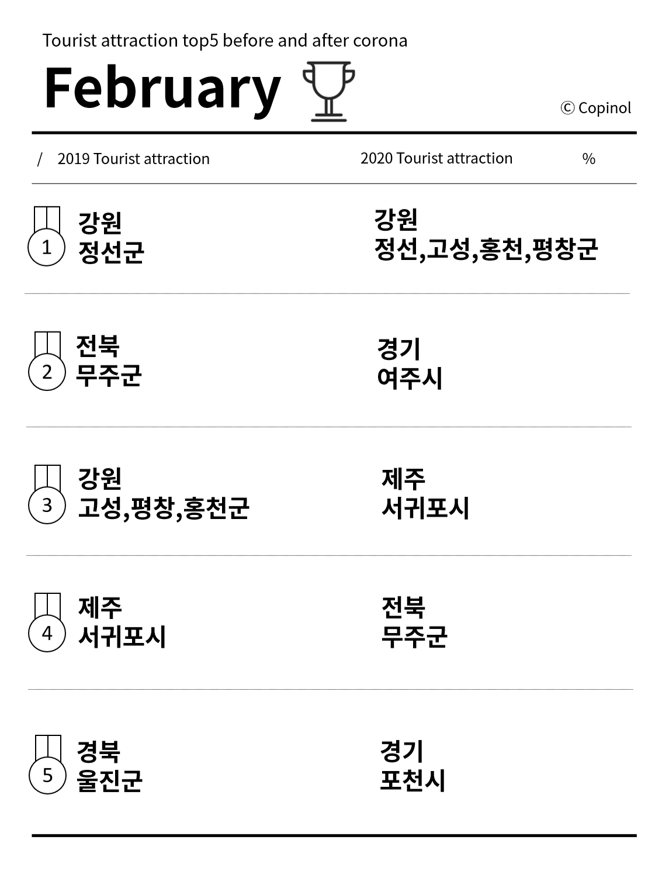 Tourist attraction top5 before and after corona
February
Ⓒ Copinol
/ 2019 Tourist attraction 2020 Tourist attraction %
1 강원 정선군 강원 정선,고성,홍천,평창군
2 전북 무주군 경기 여주시
3 강원 고성,평창,홍천군 제주 서귀포시
4 제주 서귀포시 전북 무주군
5 경북 울진군 경기 포천시